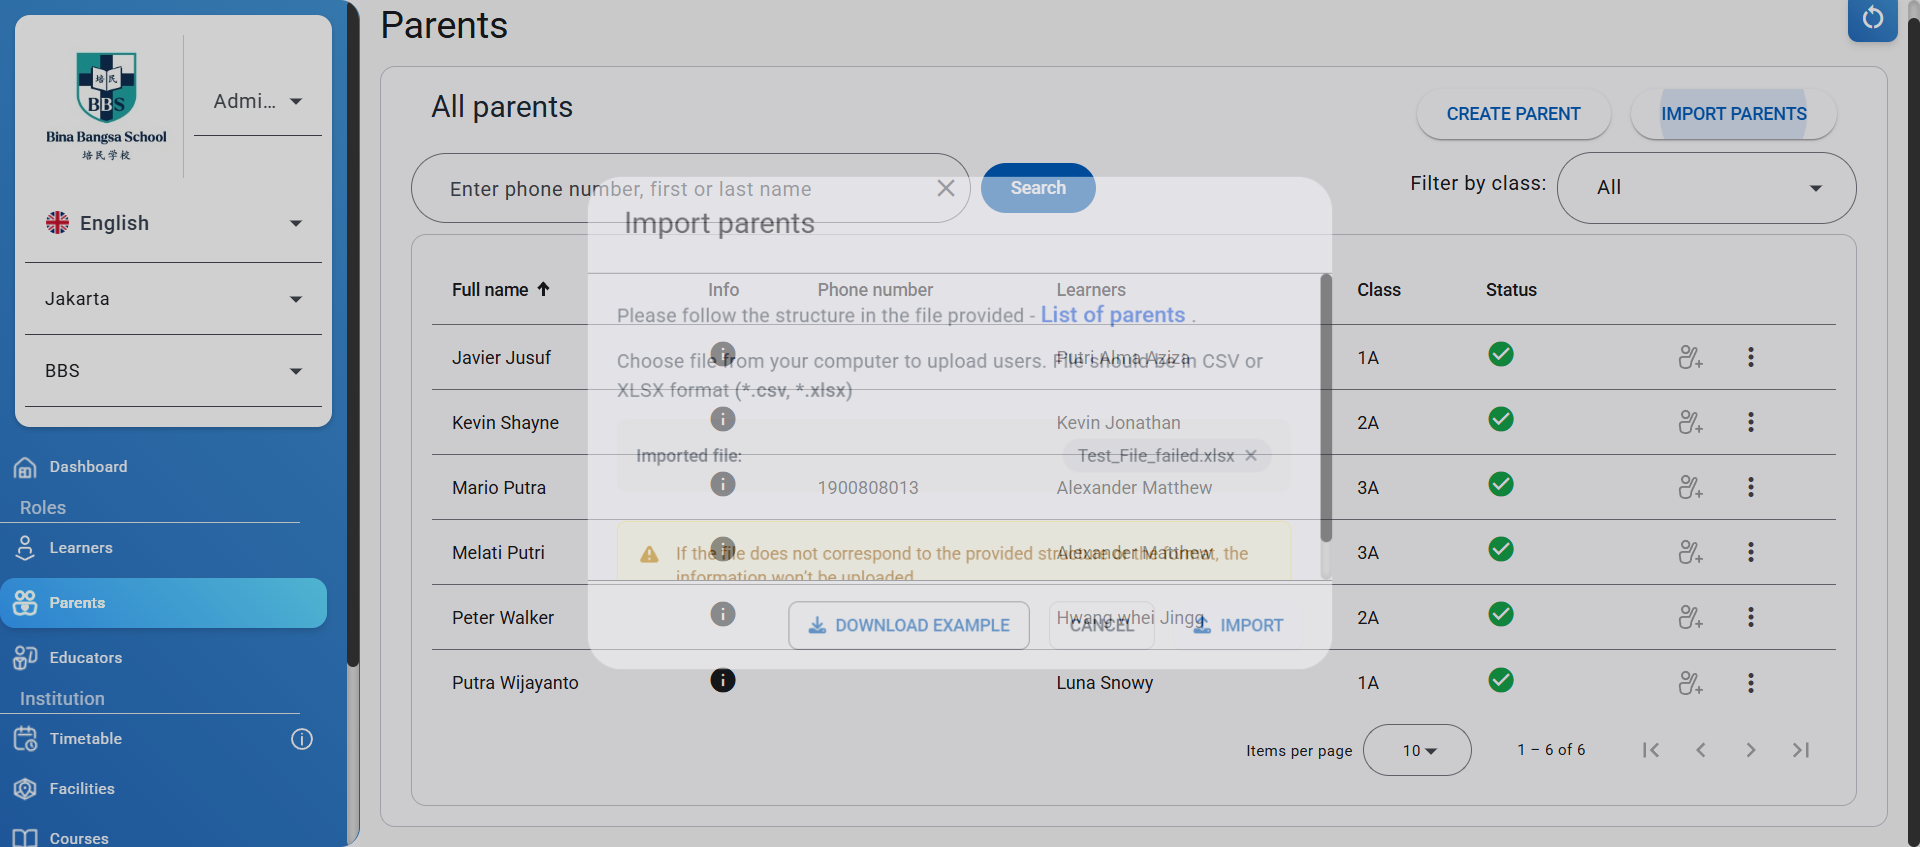 培民
BBS
Bina Bangsa School
培民学校
Admi...
English
Jakarta
BBS
Dashboard
Roles
Learners
Parents
Educators
Institution
Timetable
Facilities
Courses
Parents
All parents
CREATE PARENT
IMPORT PARENTS
Enter phone number, first or last name
Search
Filter by class:
All
Import parents
Full name
Info
Phone number
Learners
Class
Status
Please follow the structure in the file provided - List of parents .
Javier Jusuf
Putri Alma Aziza
1A
Choose file from your computer to upload users. File should be in CSV or
XLSX format (*.csv, *.xlsx)
Kevin Shayne
Kevin Jonathan
2A
Imported file:
Test_File_failed.xlsx
Mario Putra
1900808013
Alexander Matthew
3A
Melati Putri
Alexander Matthew
3A
If the file does not correspond to the provided structure or the format, the
information won't be uploaded
Peter Walker
Hwang whei Jingg
2A
DOWNLOAD EXAMPLE
CANCEL
IMPORT
Putra Wijayanto
Luna Snowy
1A
Items per page
10
1 – 6 of 6